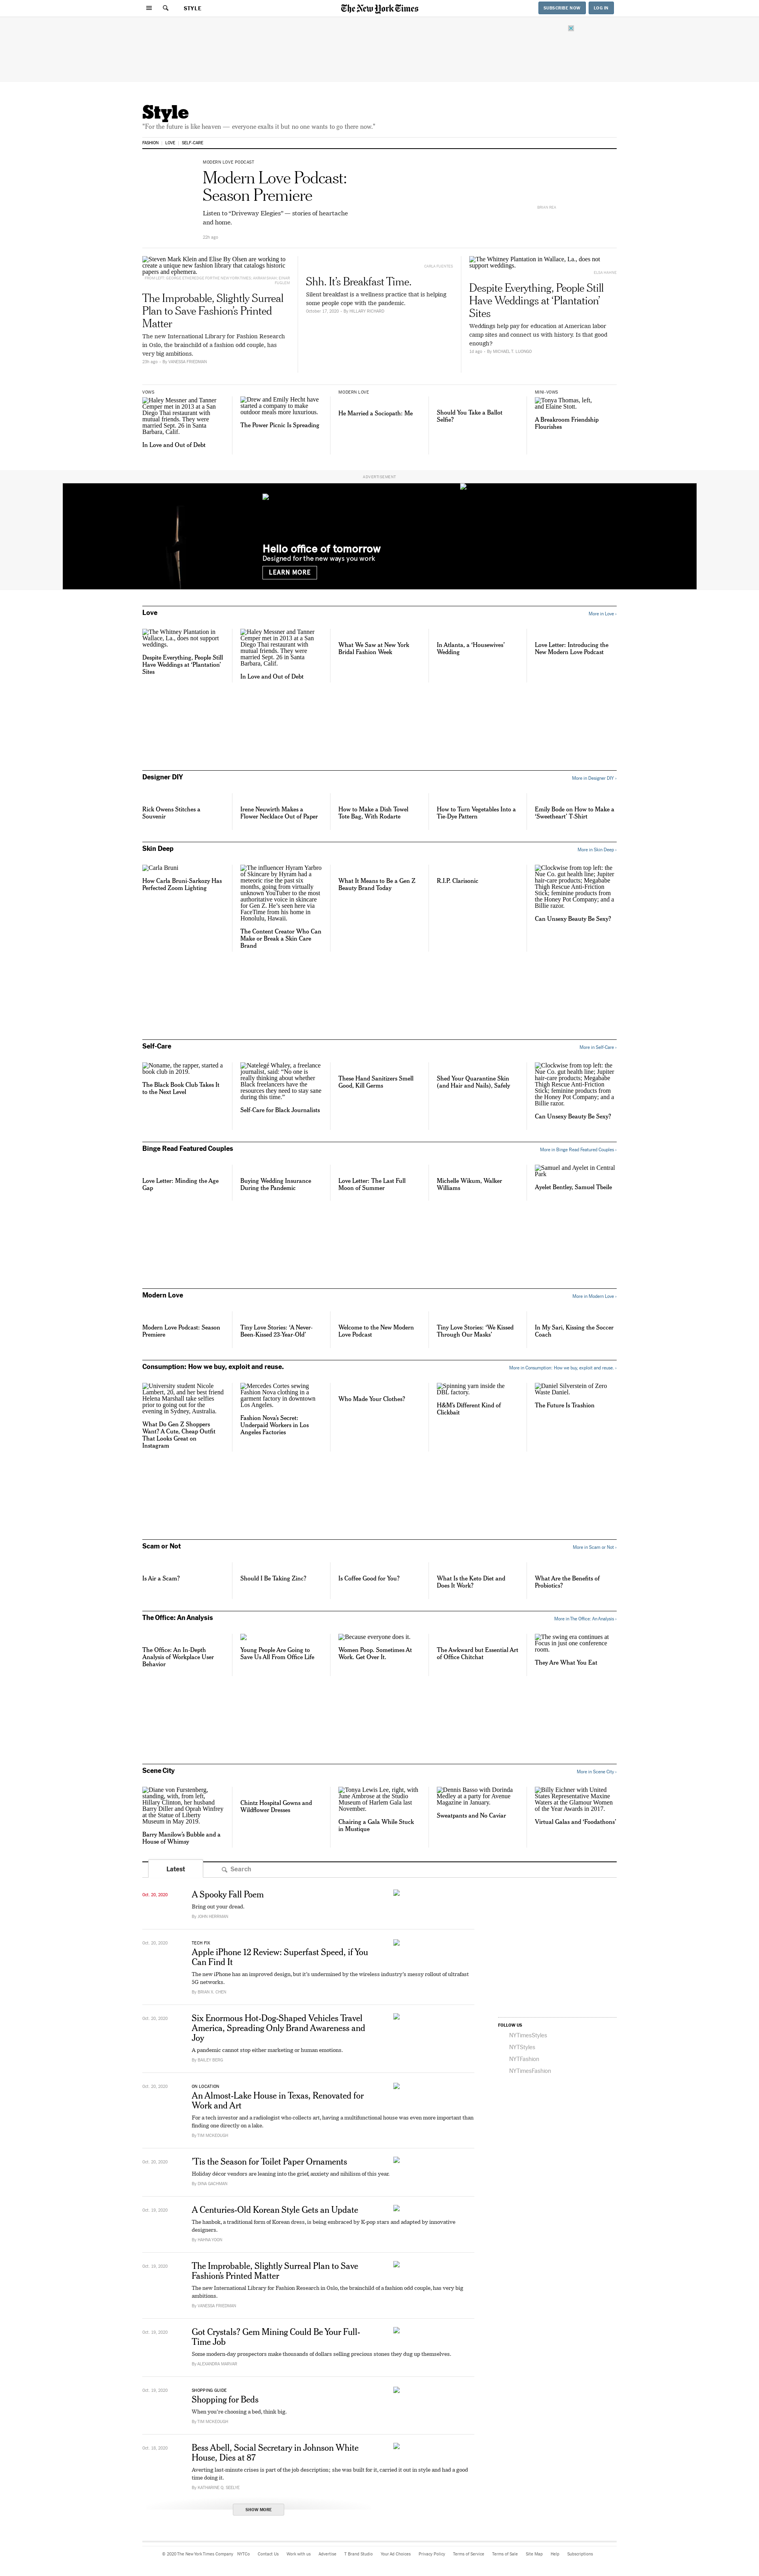 STYLE
The New York Times
SUBSCRIBE NOW
LOG IN
Style
"For the future is like heaven — everyone exalts it but no one wants to go there now."
FASHION
LOVE
SELF-CARE
MODERN LOVE PODCAST
Modern Love Podcast:
Season Premiere
Listen to “Driveway Elegies” — stories of heartache
and home.
22h ago
BRIAN REA
Steven Mark Klein and Elise By Olsen are working to
create a unique new fashion library that catalogs historic
papers and ephemera.
The Improbable, Slightly Surreal
Plan to Save Fashion’s Printed
Matter
The new International Library for Fashion Research
in Oslo, the brainchild of a fashion odd couple, has
very big ambitions.
23h ago - By VANESSA FRIEDMAN
CARLA FUENTES
Shh. It’s Breakfast Time.
Silent breakfast is a wellness practice that is helping
some people cope with the pandemic.
October 17, 2020 - By HILLARY RICHARD
The Whitney Plantation in Wallace, La., does not
support weddings.
Despite Everything, People Still
Have Weddings at ‘Plantation’
Sites
Weddings help pay for education at American labor
camp sites and connect us with history. Is that good
enough?
1d ago - By MICHAEL T. LUONGO
VOWS
Haley Messner and Tanner
Cemper met in 2013 at a San
Diego Thai restaurant with
mutual friends. They were
married Sept. 26 in Santa
Barbara, Calif.
In Love and Out of Debt
Drew and Emily Hecht have
started a company to make
outdoor meals more luxurious.
The Power Picnic Is Spreading
MODERN LOVE
He Married a Sociopath: Me
Should You Take a Ballot
Selfie?
MINI-VOWS
Tonya Thomas, left,
and Elaine Stott.
A Breakroom Friendship
Flourishes
ADVERTISEMENT
Hello office of tomorrow
Designed for the new ways you work
LEARN MORE
Love
More in Love ›
The Whitney Plantation in
Wallace, La., does not support
weddings.
Despite Everything, People Still
Have Weddings at ‘Plantation’
Sites
Haley Messner and Tanner
Cemper met in 2013 at a San
Diego Thai restaurant with
mutual friends. They were
married Sept. 26 in Santa
Barbara, Calif.
In Love and Out of Debt
What We Saw at New York
Bridal Fashion Week
In Atlanta, a ‘Housewives’
Wedding
Love Letter: Introducing the
New Modern Love Podcast
Designer DIY
More in Designer DIY ›
Rick Owens Stitches a
Souvenir
Irene Neuwirth Makes a
Flower Necklace Out of Paper
How to Make a Dish Towel
Tote Bag, With Rodarte
How to Turn Vegetables Into a
Tie-Dye Pattern
Emily Bode on How to Make a
‘Sweetheart’ T-Shirt
Skin Deep
More in Skin Deep ›
Carla Bruni
How Carla Bruni-Sarkozy Has
Perfected Zoom Lighting
The influencer Hyram Yarbro
of Skincare by Hyram had a
meteoric rise the past six
months, going from virtually
unknown YouTuber to the most
authoritative voice in skincare
for Gen Z. He’s seen here via
FaceTime from his home in
Honolulu, Hawaii.
The Content Creator Who Can
Make or Break a Skin Care
Brand
What It Means to Be a Gen Z
Beauty Brand Today
R.I.P. Clarisonic
Clockwise from top left: the
Nue Co. gut health line; Jupiter
hair-care products; Megababe
Thigh Rescue Anti-Friction
Stick; feminine products from
the Honey Pot Company; and a
Billie razor.
Can Unsexy Beauty Be Sexy?
Self-Care
More in Self-Care ›
Noname, the rapper, started a
book club in 2019.
The Black Book Club Takes It
to the Next Level
Natelegé Whaley, a freelance
journalist, said: “No one is
really thinking about whether
Black freelancers have the
resources they need to stay sane
during this time.”
Self-Care for Black Journalists
These Hand Sanitizers Smell
Good, Kill Germs
Shed Your Quarantine Skin
(and Hair and Nails), Safely
Clockwise from top left: the
Nue Co. gut health line; Jupiter
hair-care products; Megababe
Thigh Rescue Anti-Friction
Stick; feminine products from
the Honey Pot Company; and a
Billie razor.
Can Unsexy Beauty Be Sexy?
Binge Read Featured Couples
More in Binge Read Featured Couples ›
Love Letter: Minding the Age
Gap
Buying Wedding Insurance
During the Pandemic
Love Letter: The Last Full
Moon of Summer
Michelle Wikum, Walker
Williams
Samuel and Ayelet in Central
Park
Ayelet Bentley, Samuel Theile
Modern Love
More in Modern Love ›
Modern Love Podcast: Season
Premiere
Tiny Love Stories: ‘A Never-
Been-Kissed 23-Year-Old’
Welcome to the New Modern
Love Podcast
Tiny Love Stories: ‘We Kissed
Through Our Masks’
In My Sari, Kissing the Soccer
Coach
Consumption: How we buy, exploit and reuse.
More in Consumption: How we buy, exploit and reuse. ›
University student Nicole
Lambert, 20, and her best friend
Helena Marshall take selfies
prior to going out for the
evening in Sydney, Australia.
What Do Gen Z Shoppers
Want? A Cute, Cheap Outfit
That Looks Great on
Instagram
Mercedes Cortes sewing
Fashion Nova clothing in a
garment factory in downtown
Los Angeles.
Fashion Nova’s Secret:
Underpaid Workers in Los
Angeles Factories
Who Made Your Clothes?
Spinning yarn inside the
DBL factory.
H&M’s Different Kind of
Clickbait
Daniel Silverstein of Zero
Waste Daniel.
The Future Is Trashion
Scam or Not
More in Scam or Not ›
Is Air a Scam?
Should I Be Taking Zinc?
Is Coffee Good for You?
What Is the Keto Diet and
Does It Work?
What Are the Benefits of
Probiotics?
The Office: An Analysis
More in The Office: An Analysis ›
The Office: An In-Depth
Analysis of Workplace User
Behavior
Young People Are Going to
Save Us All From Office Life
Because everyone does it.
Women Poop. Sometimes At
Work. Get Over It.
The Awkward but Essential Art
of Office Chitchat
The swing era continues at
Focus in just one conference
room.
They Are What You Eat
Scene City
More in Scene City ›
Diane von Furstenberg,
standing, with, from left,
Hillary Clinton, her husband
Barry Diller and Oprah Winfrey
at the Statue of Liberty
Museum in May 2019.
Barry Manilow’s Bubble and a
House of Whimsy
Chintz Hospital Gowns and
Wildflower Dresses
Tonya Lewis Lee, right, with
June Ambrose at the Studio
Museum of Harlem Gala last
November.
Chairing a Gala While Stuck
in Mustique
Dennis Basso with Dorinda
Medley at a party for Avenue
Magazine in January.
Sweatpants and No Caviar
Billy Eichner with United
States Representative Maxine
Waters at the Glamour Women
of the Year Awards in 2017.
Virtual Galas and ‘Foodathons’
Latest
Search
Oct. 20, 2020
A Spooky Fall Poem
Bring out your dread.
By JOHN HERRMAN
Oct. 20, 2020
TECH FIX
Apple iPhone 12 Review: Superfast Speed, if You
Can Find It
The new iPhone has an improved design, but it’s undermined by the wireless industry’s messy rollout of ultrafast
5G networks.
By BRIAN X. CHEN
Oct. 20, 2020
Six Enormous Hot-Dog-Shaped Vehicles Travel
America, Spreading Only Brand Awareness and
Joy
A pandemic cannot stop either marketing or human emotions.
By BAILEY BERG
FOLLOW US
NYTimesStyles
NYTStyles
NYTFashion
NYTimesFashion
Oct. 20, 2020
ON LOCATION
An Almost-Lake House in Texas, Renovated for
Work and Art
For a tech investor and a radiologist who collects art, having a multifunctional house was even more important than
finding one directly on a lake.
By TIM MCKEOUGH
Oct. 20, 2020
’Tis the Season for Toilet Paper Ornaments
Holiday décor vendors are leaning into the grief, anxiety and nihilism of this year.
By GINA GACHMAN
Oct. 19, 2020
A Centuries-Old Korean Style Gets an Update
The hanbok, a traditional form of Korean dress, is being embraced by K-pop stars and adapted by innovative
designers.
By HAHNA YOON
Oct. 19, 2020
The Improbable, Slightly Surreal Plan to Save
Fashion’s Printed Matter
The new International Library for Fashion Research in Oslo, the brainchild of a fashion odd couple, has very big
ambitions.
By VANESSA FRIEDMAN
Oct. 19, 2020
Got Crystals? Gem Mining Could Be Your Full-
Time Job
Some modern-day prospectors make thousands of dollars selling precious stones they dug up themselves.
By ALEXANDRA MARVAR
Oct. 19, 2020
SHOPPING GUIDE
Shopping for Beds
When you’re choosing a bed, think big.
By TIM MCKEOUGH
Oct. 18, 2020
Bess Abell, Social Secretary in Johnson White
House, Dies at 87
Averting last-minute crises is part of the job description; she was built for it, carried it out in style and had a good
time doing it.
By KATHARINE Q. SEELYE
SHOW MORE
© 2020 The New York Times Company
NYTCo
Contact Us
Work with us
Advertise
T Brand Studio
Your Ad Choices
Privacy Policy
Terms of Service
Terms of Sale
Site Map
Help
Subscriptions